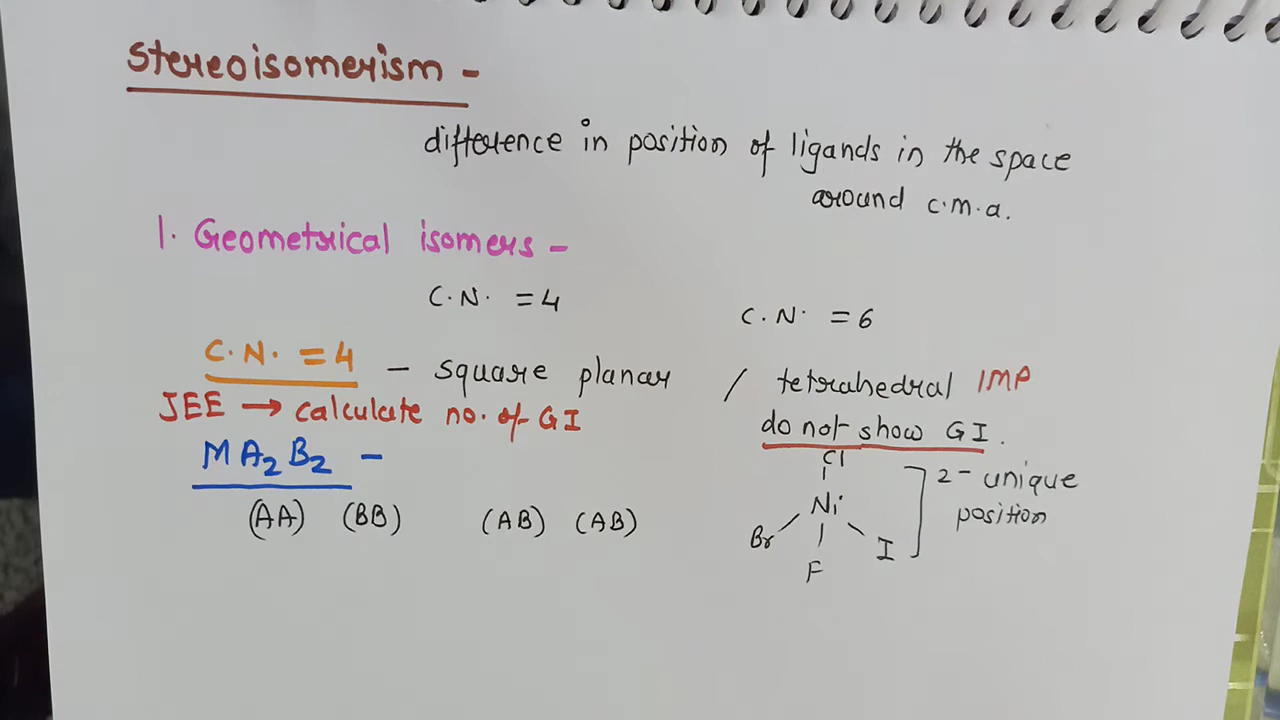 Stereoisomerism -
difference in position of ligands in the space
around c.m.a.
1. Geometrical isomers -
C.N. = 4
C.N. = 6
C.N. = 4 - square planar / tetrahedral IMP
JEE → calculate no. of GI
do not show GI.
MA₂B₂ -
(AA) (BB) (AB) (AB)
Cl
Ni
Br
I
F
2- unique
position